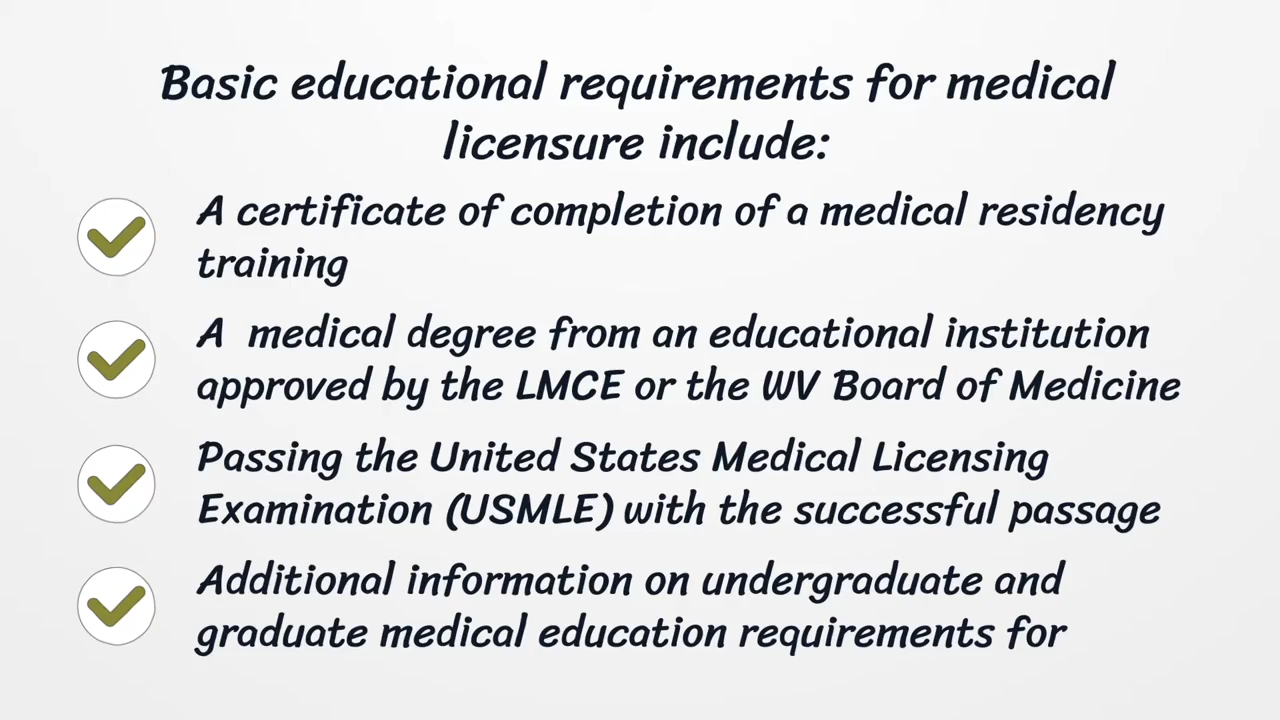 Basic educational requirements for medical
licensure include:
A certificate of completion of a medical residency
training
A medical degree from an educational institution
approved by the LMCE or the WV Board of Medicine
Passing the United States Medical Licensing
Examination (USMLE) with the successful passage
Additional information on undergraduate and
graduate medical education requirements for